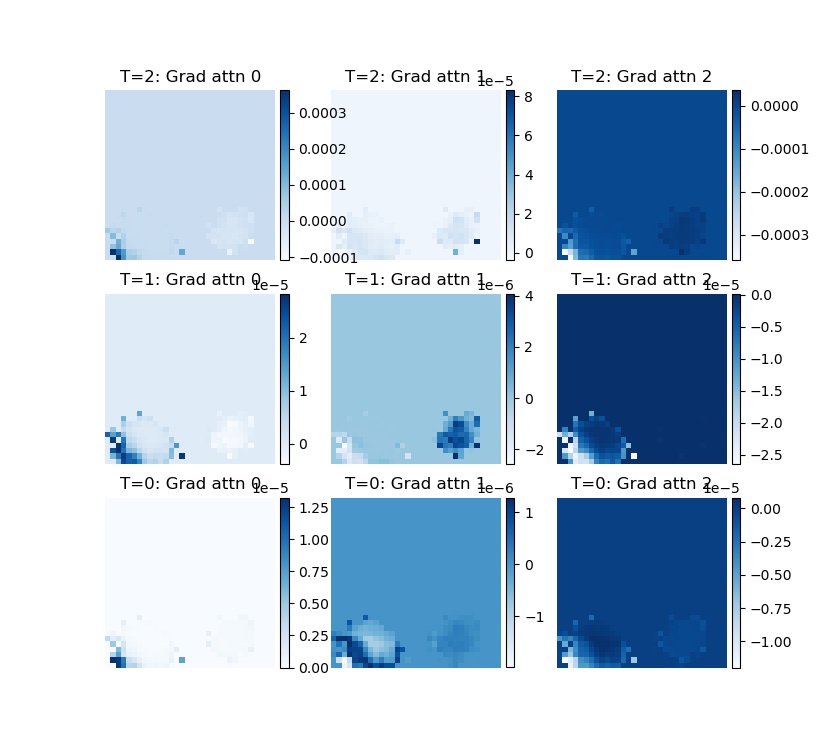 T=2: Grad attn 0
0.0003
0.0002
0.0001
0.0000
−0.0001
T=2: Grad attn 1
1e−5
8
6
4
2
0
T=2: Grad attn 2
0.0000
−0.0001
−0.0002
−0.0003
T=1: Grad attn 0
1e−5
2
1
0
T=1: Grad attn 1
1e−6
4
2
0
−2
T=1: Grad attn 2
1e−5
0.0
−0.5
−1.0
−1.5
−2.0
−2.5
T=0: Grad attn 0
1e−5
1.25
1.00
0.75
0.50
0.25
0.00
T=0: Grad attn 1
1e−6
1
0
−1
T=0: Grad attn 2
1e−5
0.00
−0.25
−0.50
−0.75
−1.00